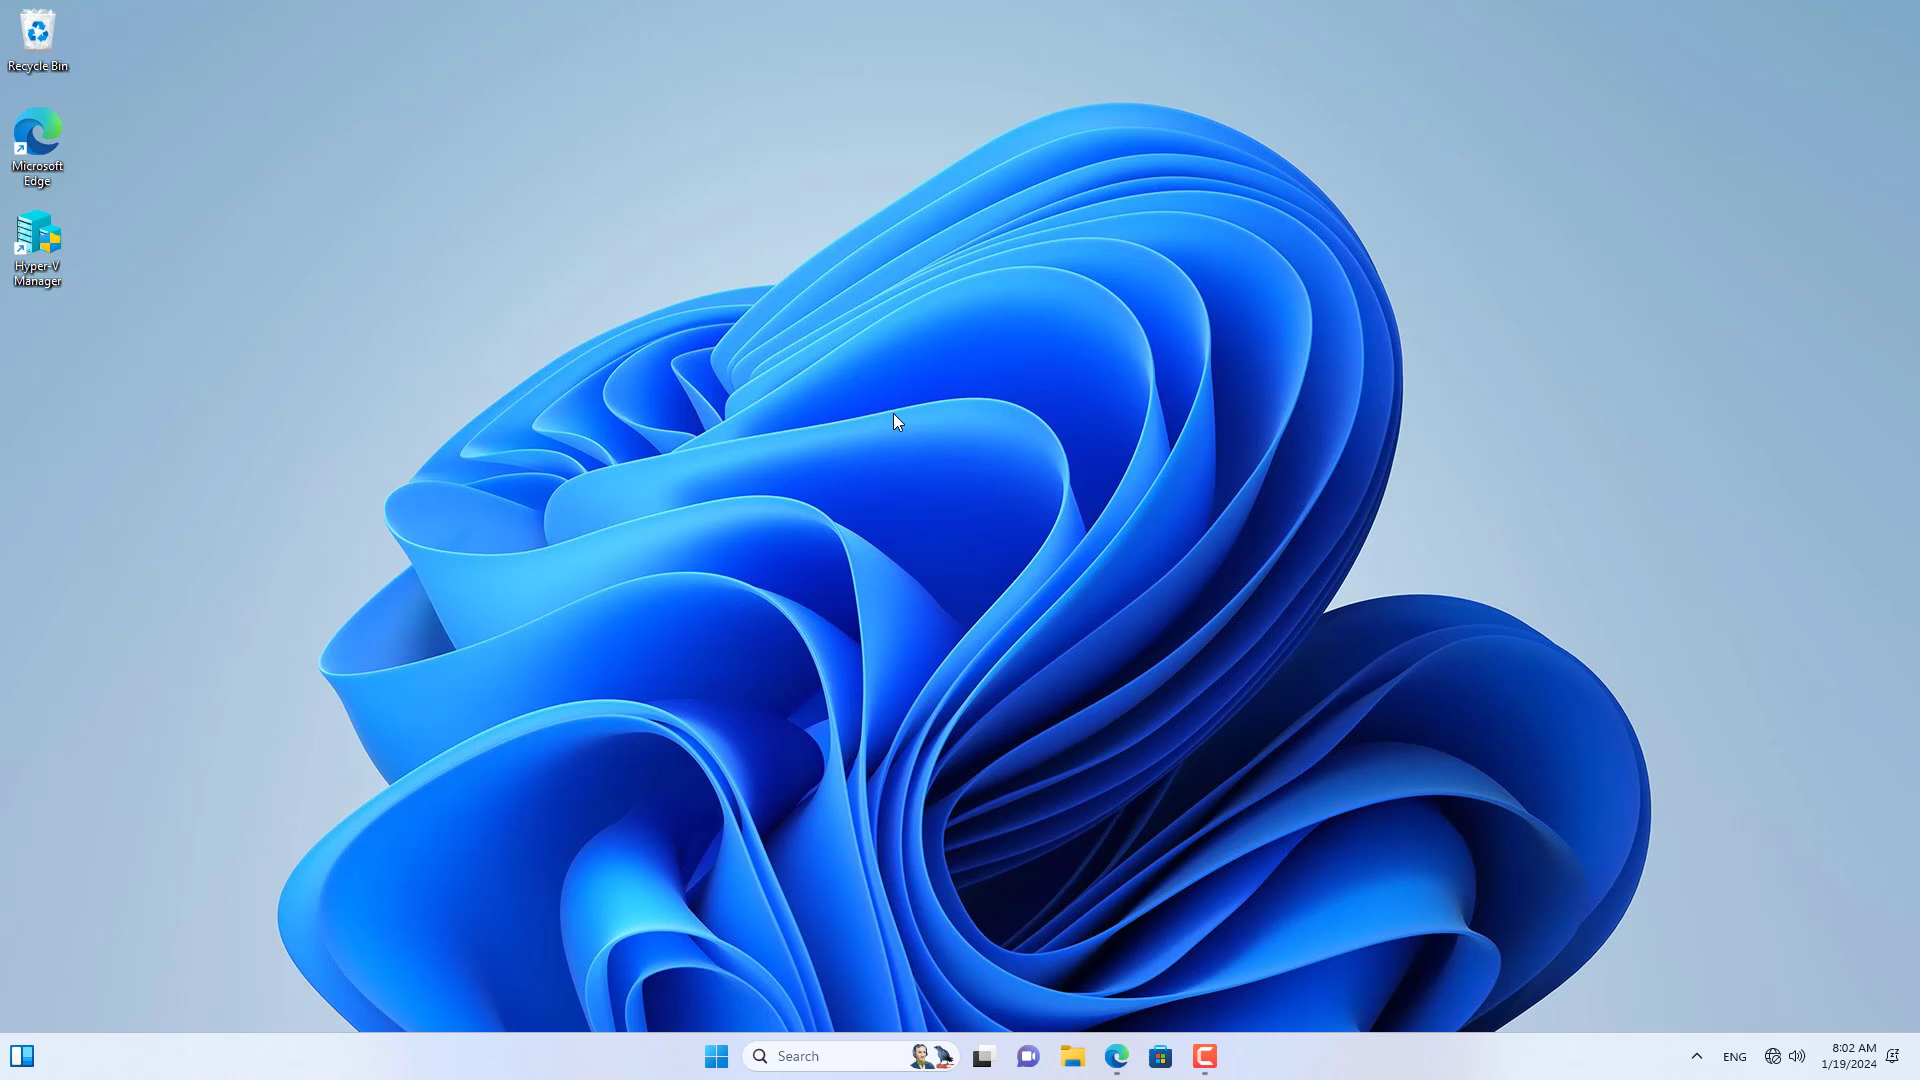 Recycle Bin
Microsoft
Edge
Hyper-V
Manager
Search
ENG
8:02 AM
1/19/2024